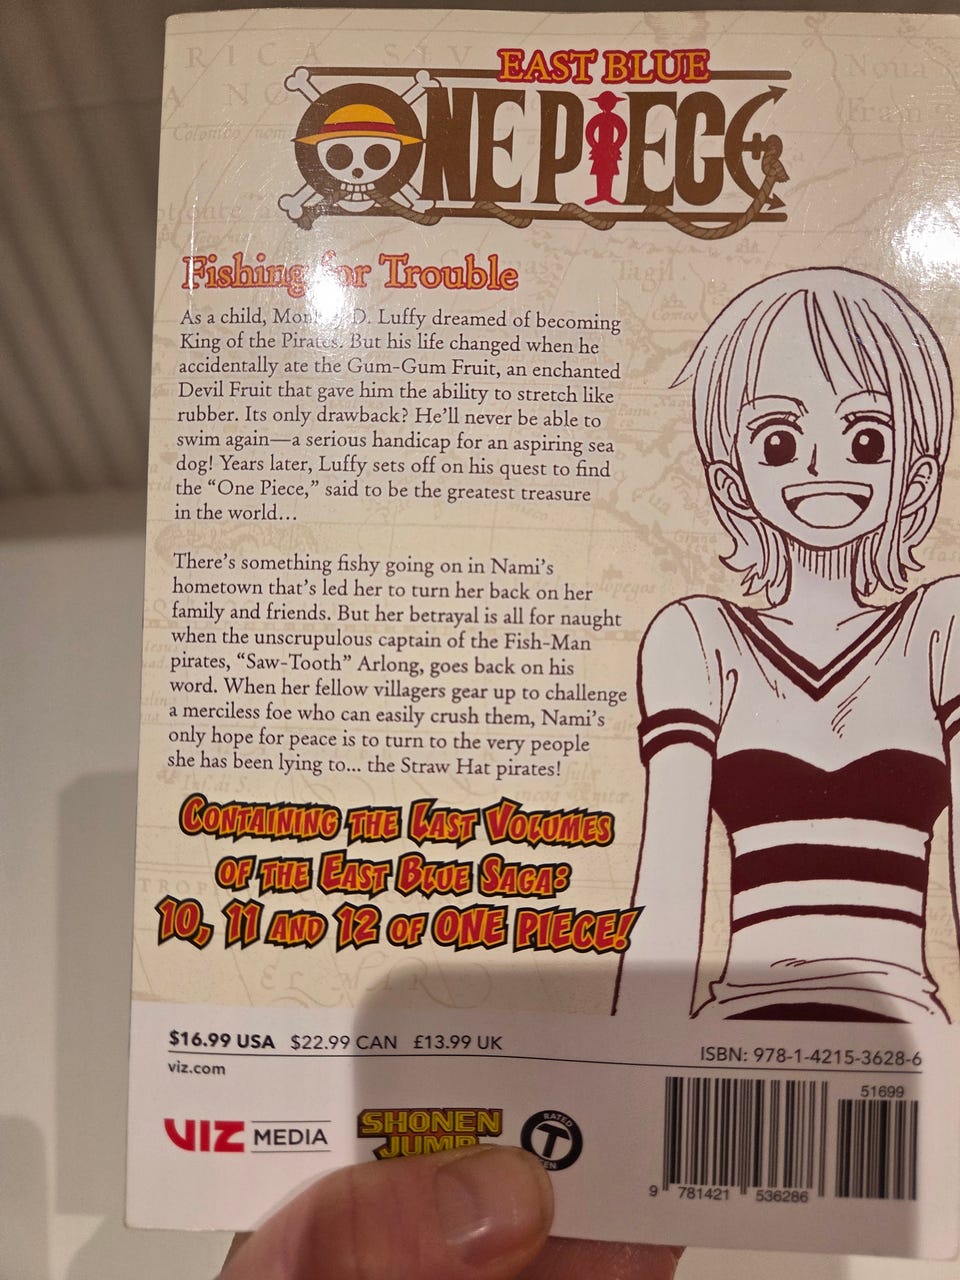 EAST BLUE
ONE PIECE
Fishing for Trouble
As a child, Monkey D. Luffy dreamed of becoming
King of the Pirates. But his life changed when he
accidentally ate the Gum-Gum Fruit, an enchanted
Devil Fruit that gave him the ability to stretch like
rubber. Its only drawback? He'll never be able to
swim again—a serious handicap for an aspiring sea
dog! Years later, Luffy sets off on his quest to find
the “One Piece,” said to be the greatest treasure
in the world...
There's something fishy going on in Nami's
hometown that's led her to turn her back on her
family and friends. But her betrayal is all for naught
when the unscrupulous captain of the Fish-Man
pirates, “Saw-Tooth” Arlong, goes back on his
word. When her fellow villagers gear up to challenge
a merciless foe who can easily crush them, Nami's
only hope for peace is to turn to the very people
she has been lying to... the Straw Hat pirates!
CONTAINING THE LAST VOLUMES
OF THE EAST BLUE SAGA:
10, 11 AND 12 OF ONE PIECE!
$16.99 USA $22.99 CAN £13.99 UK
viz.com
ISBN: 978-1-4215-3628-6
51699
VIZ MEDIA
SHONEN
JUMP
RATED
T
9 781421 536286